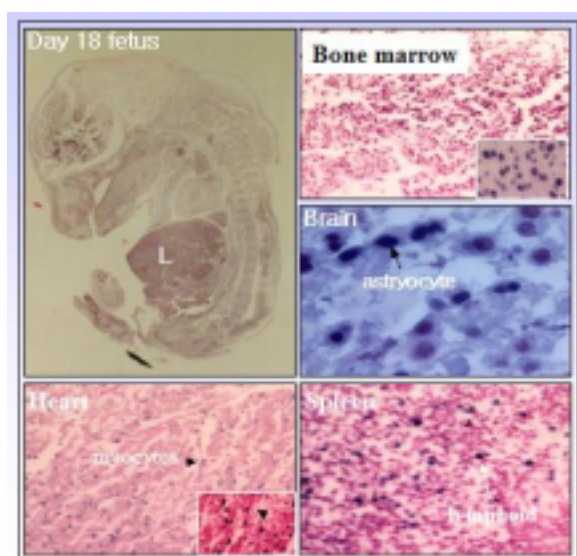 Day 18 fetus
Bone marrow
L
Brain
astryocyte
Heart
myocytes
Spleen